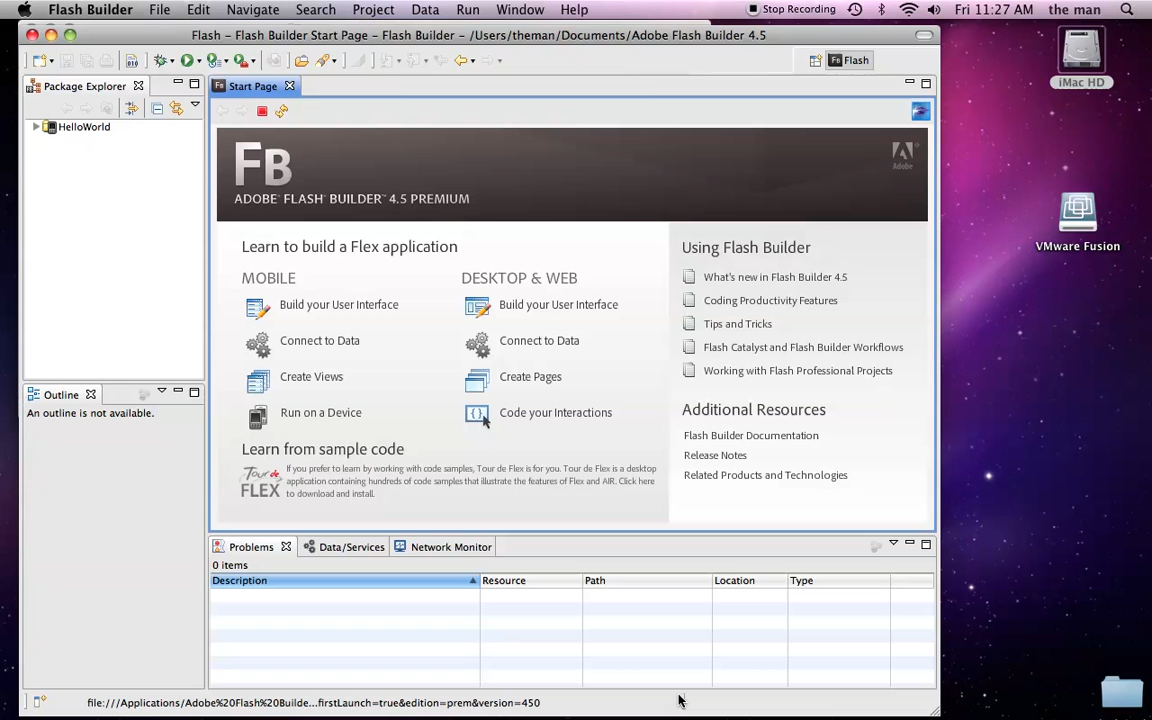 Flash Builder File Edit Navigate Search Project Data Run Window Help Stop Recording Fri 11:27 AM the man
Flash – Flash Builder Start Page – Flash Builder – /Users/theman/Documents/Adobe Flash Builder 4.5
Flash
Package Explorer
Fb Start Page
iMac HD
HelloWorld
FB
Adobe
ADOBE® FLASH® BUILDER™ 4.5 PREMIUM
Learn to build a Flex application
MOBILE
Build your User Interface
Connect to Data
Create Views
Run on a Device
DESKTOP & WEB
Build your User Interface
Connect to Data
Create Pages
Code your Interactions
Learn from sample code
Tour de
FLEX
If you prefer to learn by working with code samples, Tour de Flex is for you. Tour de Flex is a desktop
application containing hundreds of code samples that illustrate the features of Flex and AIR. Click here
to download and install.
Using Flash Builder
What's new in Flash Builder 4.5
Coding Productivity Features
Tips and Tricks
Flash Catalyst and Flash Builder Workflows
Working with Flash Professional Projects
Additional Resources
Flash Builder Documentation
Release Notes
Related Products and Technologies
VMware Fusion
Outline
An outline is not available.
Problems Data/Services Network Monitor
0 items
Description Resource Path Location Type
file:///Applications/Adobe%20Flash%20Builde...firstLaunch=true&edition=prem&version=450